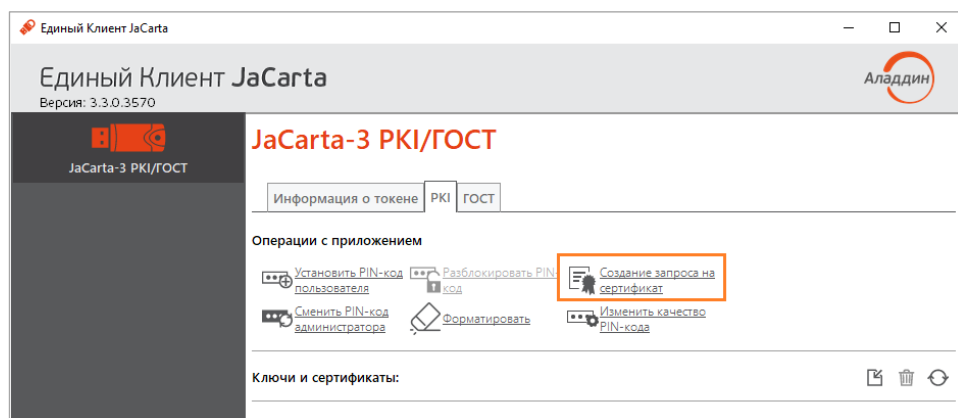 Единый Клиент JaCarta
Единый Клиент JaCarta
Версия: 3.3.0.3570
Аладдин
JaCarta-3 PKI/ГОСТ
JaCarta-3 PKI/ГОСТ
Информация о токене PKI ГОСТ
Операции с приложением
Установить PIN-код
пользователя
Разблокировать PIN-
код
Создание запроса на
сертификат
Сменить PIN-код
администратора
Форматировать
Изменить качество
PIN-кода
Ключи и сертификаты: